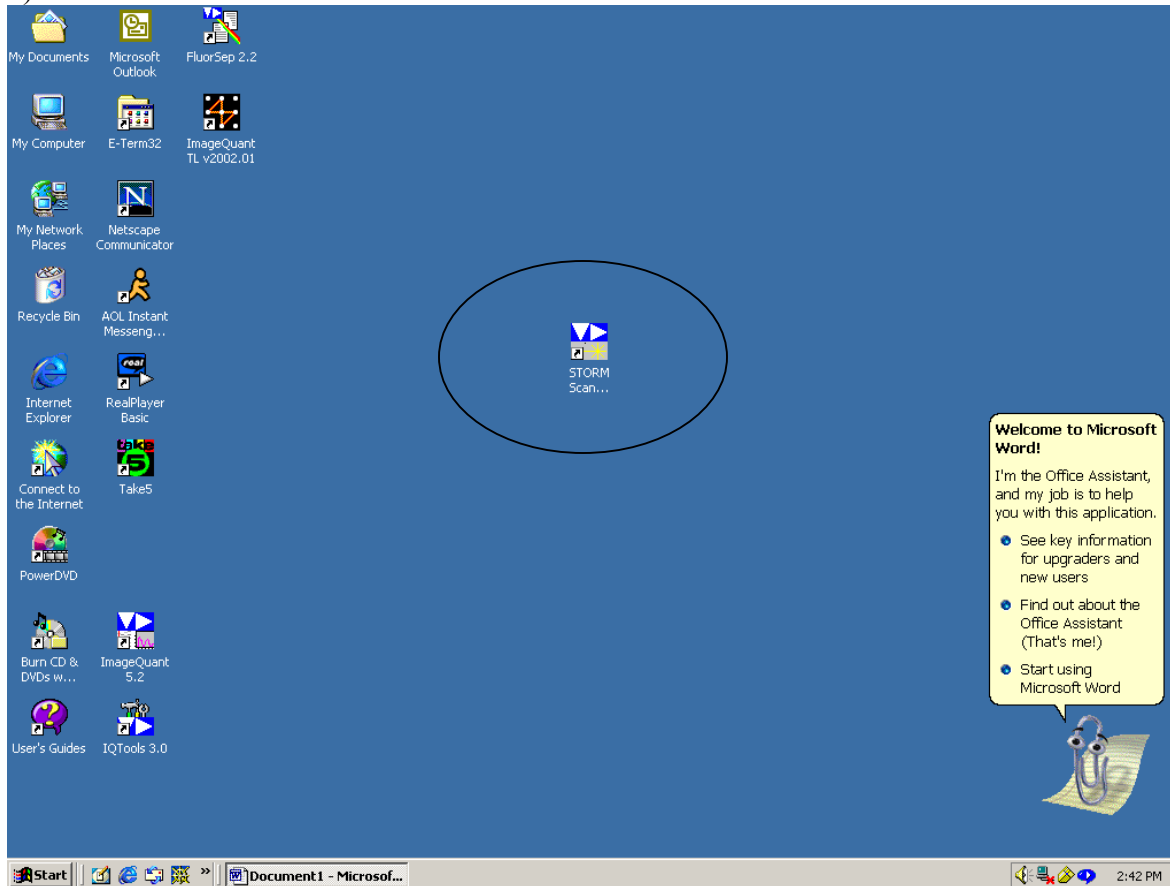 )
My Documents
Microsoft
Outlook
FluorSep 2.2
My Computer
E-Term32
ImageQuant
TL v2002.01
My Network
Places
Netscape
Communicator
Recycle Bin
AOL Instant
Messeng...
STORM
Scan...
Internet
Explorer
real
RealPlayer
Basic
Connect to
the Internet
take
5
Take5
PowerDVD
Burn CD &
DVDs w...
ImageQuant
5.2
User's Guides
IQTools 3.0
Welcome to Microsoft
Word!
I'm the Office Assistant,
and my job is to help
you with this application.
See key information
for upgraders and
new users
Find out about the
Office Assistant
(That's me!)
Start using
Microsoft Word
Start
»
Document1 - Microsof...
2:42 PM